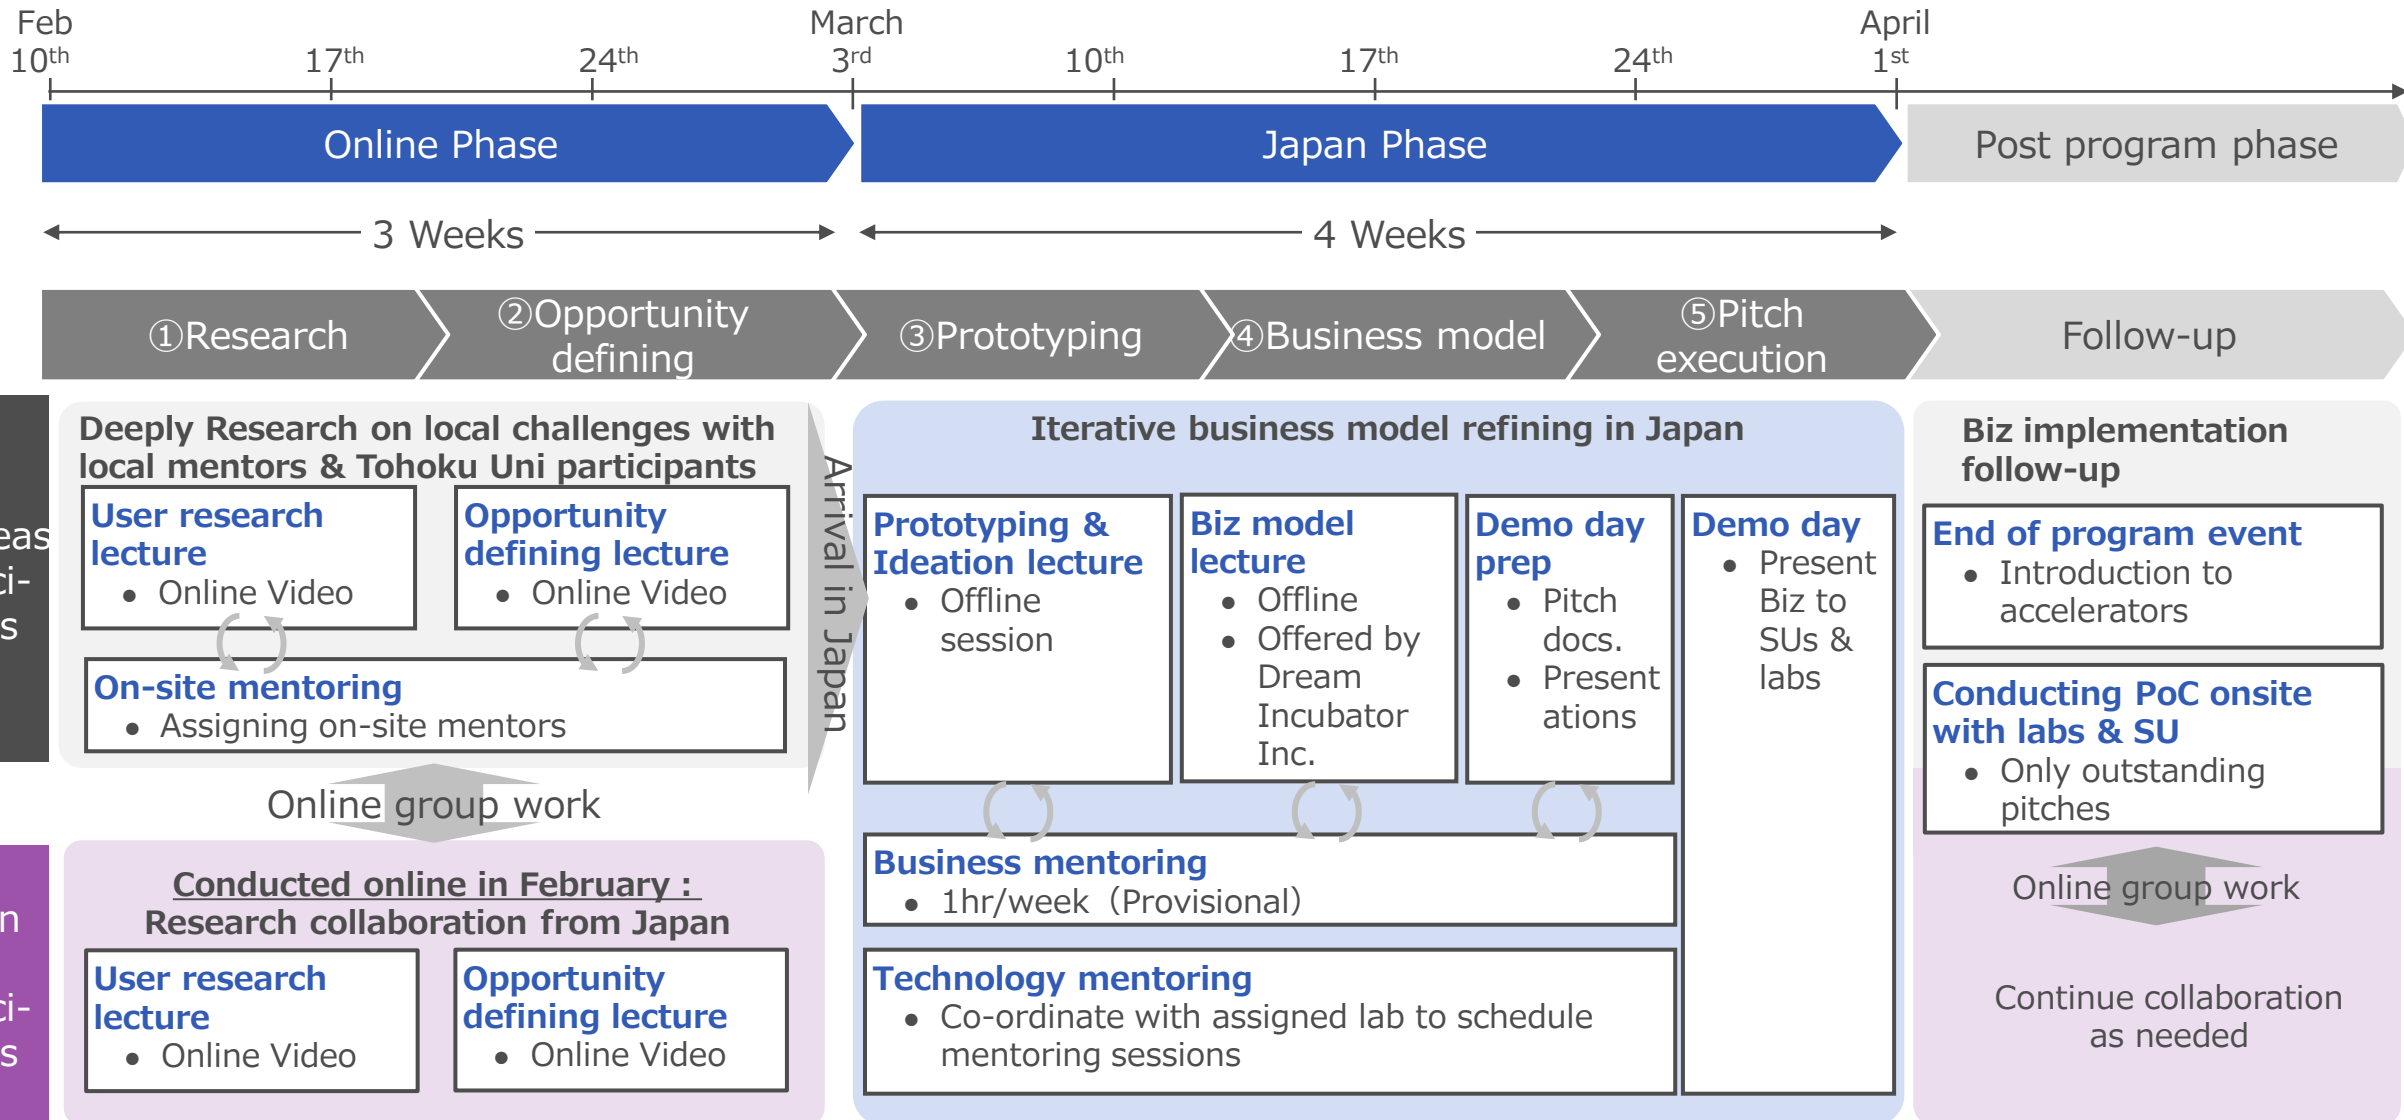 Feb
10th
17th
24th
March
3rd
10th
17th
24th
April
1st
Online Phase
Japan Phase
Post program phase
3 Weeks
4 Weeks
①Research
②Opportunity
defining
③Prototyping
④Business model
⑤Pitch
execution
Follow-up
Deeply Research on local challenges with
local mentors & Tohoku Uni participants
User research
lecture
• Online Video
Opportunity
defining lecture
• Online Video
On-site mentoring
• Assigning on-site mentors
Arrival in Japan
Online group work
Conducted online in February :
Research collaboration from Japan
User research
lecture
• Online Video
Opportunity
defining lecture
• Online Video
Iterative business model refining in Japan
Prototyping &
Ideation lecture
• Offline
session
Biz model
lecture
• Offline
• Offered by
Dream
Incubator
Inc.
Demo day
prep
• Pitch
docs.
• Present
ations
Demo day
• Present
Biz to
SUs &
labs
Business mentoring
• 1hr/week（Provisional）
Technology mentoring
• Co-ordinate with assigned lab to schedule
mentoring sessions
Biz implementation
follow-up
End of program event
• Introduction to
accelerators
Conducting PoC onsite
with labs & SU
• Only outstanding
pitches
Online group work
Continue collaboration
as needed